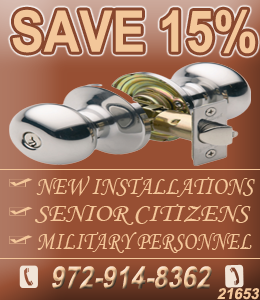 SAVE 15%
NEW INSTALLATIONS
SENIOR CITIZENS
MILITARY PERSONNEL
972-914-8362
21653